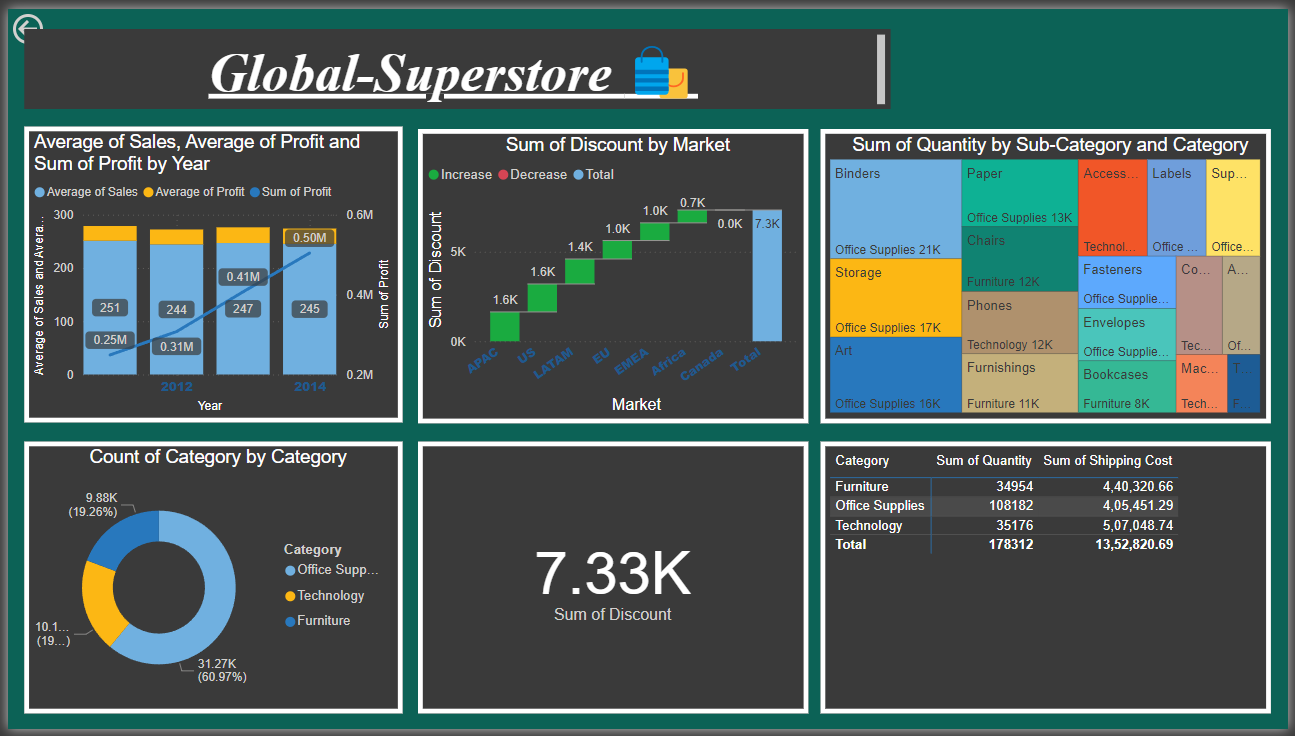 Global-Superstore
Average of Sales, Average of Profit and
Sum of Profit by Year
Average of Sales Average of Profit Sum of Profit
Average of Sales and Avera...
300
200
100
0
251
244
247
245
0.25M
0.31M
0.41M
0.50M
0.6M
0.4M
0.2M
Sum of Profit
2012
2014
Year
Sum of Discount by Market
Increase Decrease Total
Sum of Discount
5K
0K
1.6K
1.6K
1.4K
1.0K
1.0K
0.7K
0.0K
7.3K
APAC
US
LATAM
EU
EMEA
Africa
Canada
Total
Market
Sum of Quantity by Sub-Category and Category
Binders
Office Supplies 21K
Storage
Office Supplies 17K
Art
Office Supplies 16K
Paper
Office Supplies 13K
Chairs
Furniture 12K
Phones
Technology 12K
Furnishings
Furniture 11K
Access...
Technol...
Labels
Office ...
Sup...
Office...
Fasteners
Office Supplie...
Envelopes
Office Supplie...
Bookcases
Furniture 8K
Co...
Tec...
A...
Of...
Mac...
Tech...
T...
F...
Count of Category by Category
9.88K
(19.26%)
10.1...
(19...)
31.27K
(60.97%)
Category
Office Supp...
Technology
Furniture
7.33K
Sum of Discount
Category Sum of Quantity Sum of Shipping Cost
Furniture 34954 4,40,320.66
Office Supplies 108182 4,05,451.29
Technology 35176 5,07,048.74
Total 178312 13,52,820.69